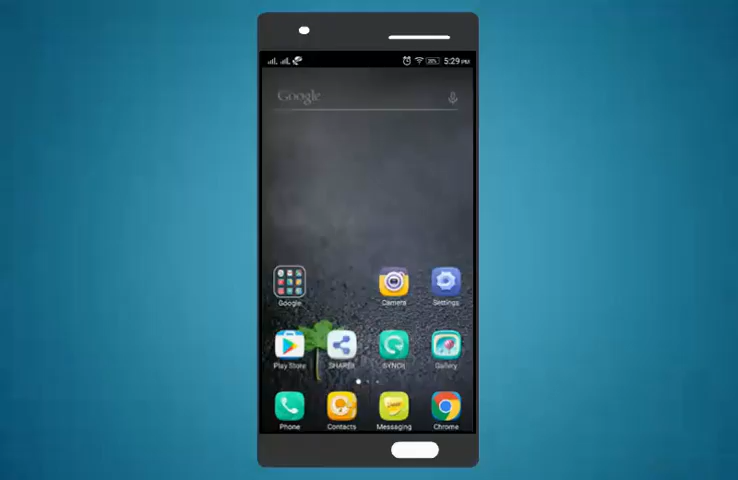 5:29 PM
Google
Google
Camera
Settings
Play Store
SHAREit
SYNCit
Gallery
Phone
Contacts
Messaging
Chrome